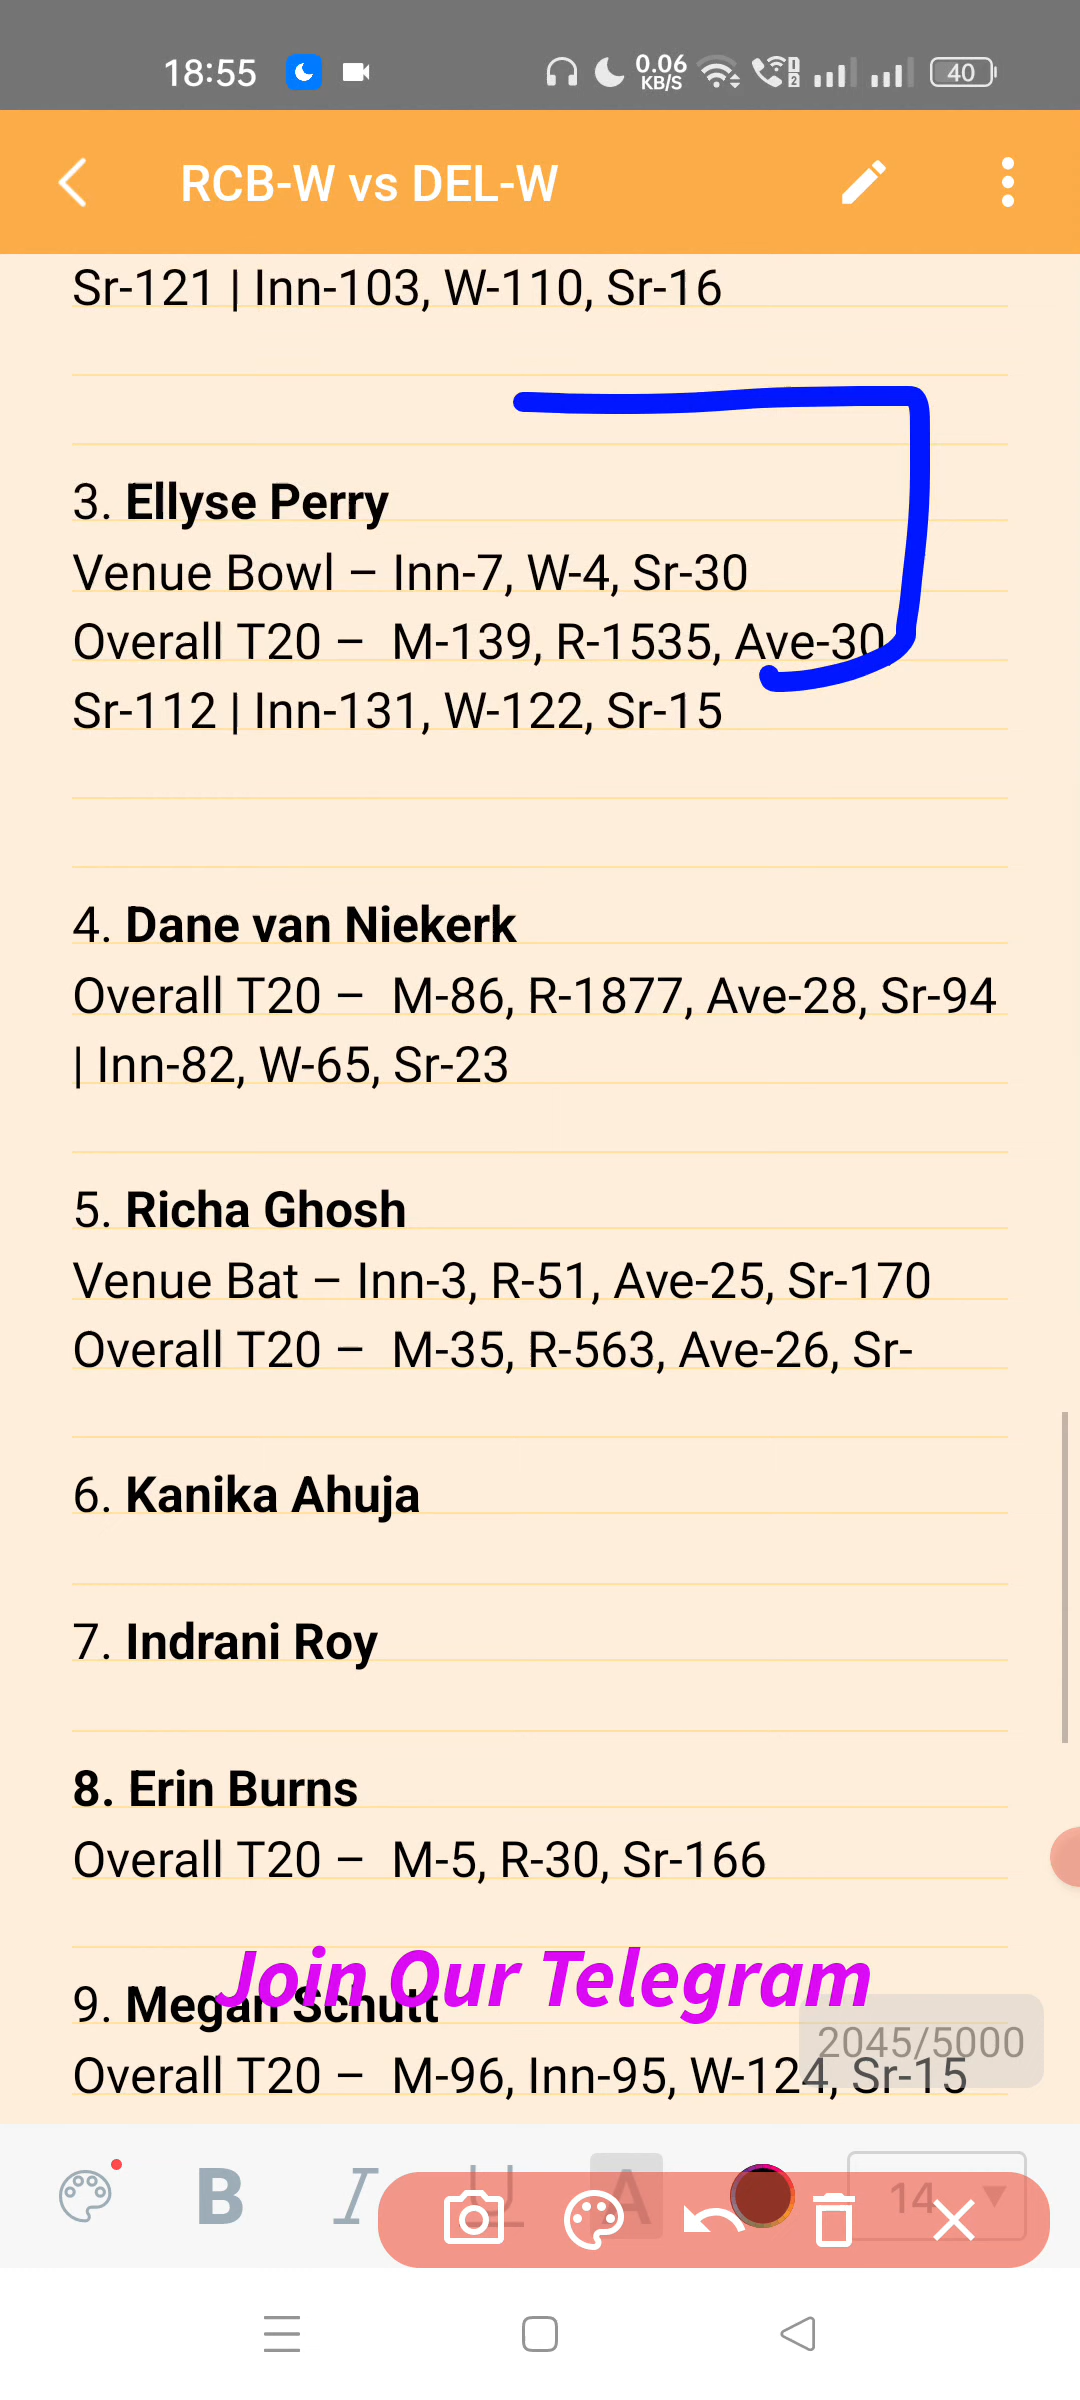 18:55
0.06
KB/S
40
RCB-W vs DEL-W
Sr-121 | Inn-103, W-110, Sr-16
3. Ellyse Perry
Venue Bowl – Inn-7, W-4, Sr-30
Overall T20 – M-139, R-1535, Ave-30
Sr-112 | Inn-131, W-122, Sr-15
4. Dane van Niekerk
Overall T20 – M-86, R-1877, Ave-28, Sr-94
| Inn-82, W-65, Sr-23
5. Richa Ghosh
Venue Bat – Inn-3, R-51, Ave-25, Sr-170
Overall T20 – M-35, R-563, Ave-26, Sr-
6. Kanika Ahuja
7. Indrani Roy
8. Erin Burns
Overall T20 – M-5, R-30, Sr-166
Join Our Telegram
9. Megan Schutt
2045/5000
Overall T20 – M-96, Inn-95, W-124, Sr-15
B I U A 14